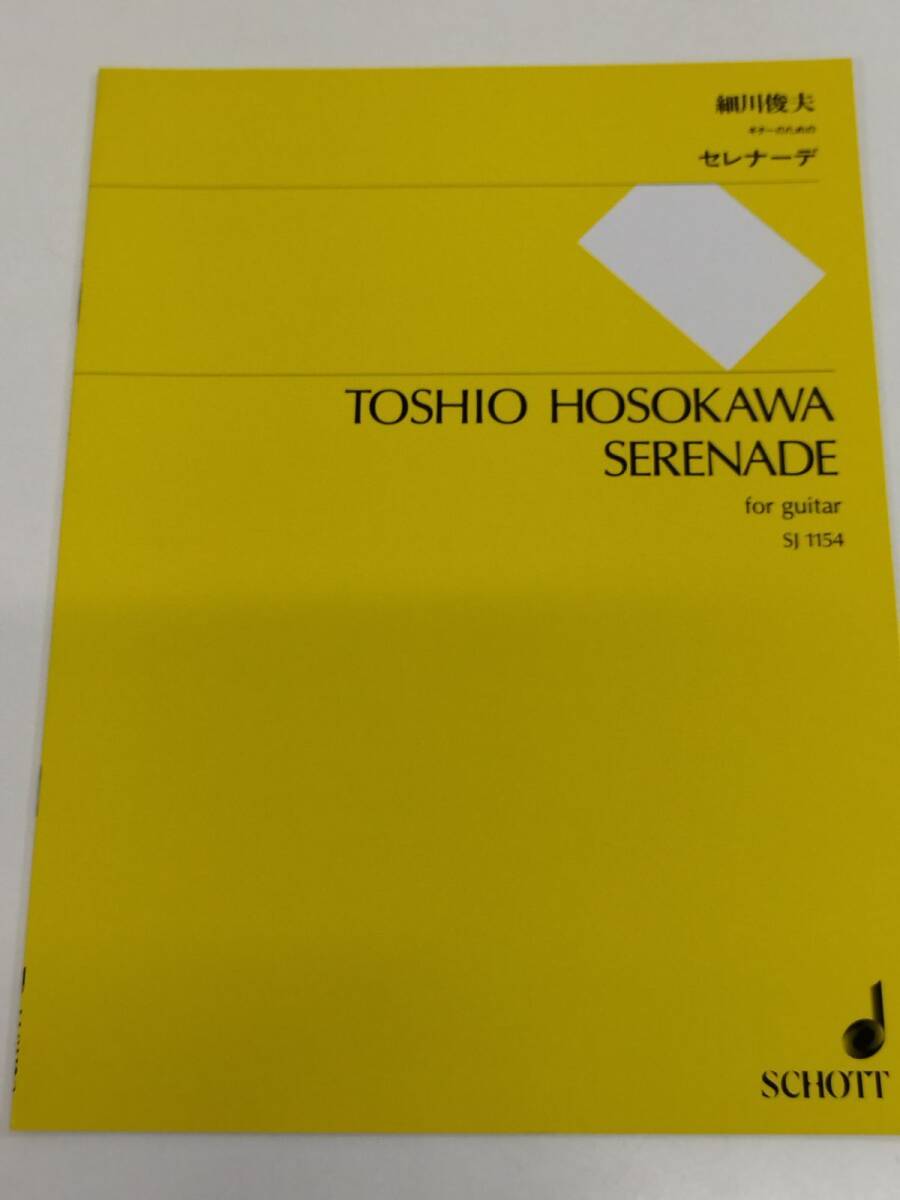 細川俊夫
ギターのための
セレナーデ
TOSHIO HOSOKAWA
SERENADE
for guitar
SJ 1154
SCHOTT